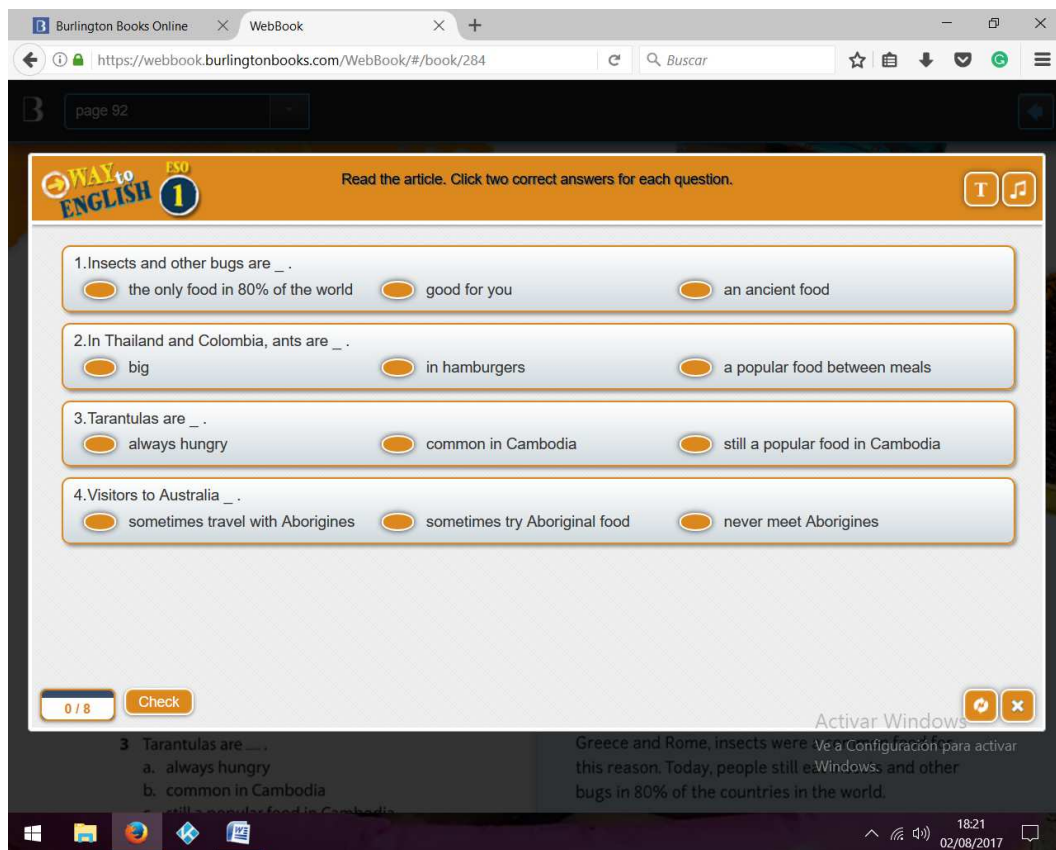 Burlington Books Online
WebBook
https://webbook.burlingtonbooks.com/WebBook/#/book/284
Buscar
B
page 92
WAY to ENGLISH ESO 1
Read the article. Click two correct answers for each question.
T
1.Insects and other bugs are _ .
the only food in 80% of the world good for you an ancient food
2.In Thailand and Colombia, ants are _ .
big in hamburgers a popular food between meals
3.Tarantulas are _ .
always hungry common in Cambodia still a popular food in Cambodia
4.Visitors to Australia _ .
sometimes travel with Aborigines sometimes try Aboriginal food never meet Aborigines
0 / 8 Check
Activar Windows
Ve a Configuración para activar
Windows.
3 Tarantulas are ....
a. always hungry
b. common in Cambodia
still a popular food in Cambodia
Greece and Rome, insects were
this reason. Today, people still and other
bugs in 80% of the countries in the world.
18:21
02/08/2017